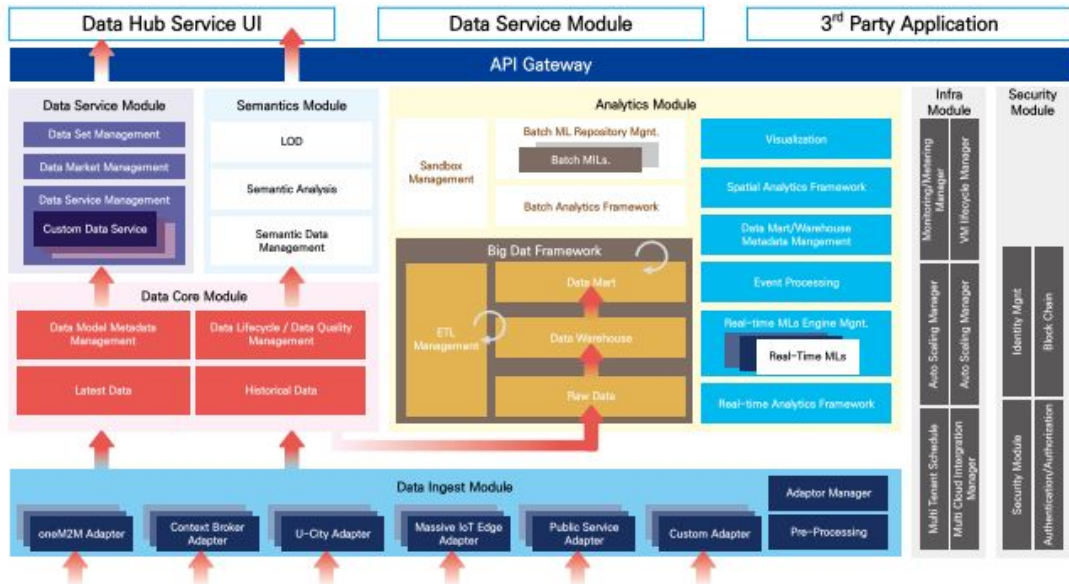 Data Hub Service UI
Data Service Module
3rd Party Application
API Gateway
Data Service Module
Data Set Management
Data Market Management
Data Service Management
Custom Data Service
Semantics Module
LOD
Semantic Analysis
Semantic Data
Management
Analytics Module
Sandbox
Management
Batch ML Repository Mgnt.
Batch MILs.
Batch Analytics Framework
Big Dat Framework
ETL
Management
Data Mart
Data Warehouse
Raw Data
Visualization
Spatial Analytics Framework
Data Mart/Warehouse
Metadata Mangement
Event Processing
Real-time MLs Engine Mgnt.
Real-Time MLs
Real-time Analytics Framework
Infra
Module
Monitoring/Metering
Manager
VM lifecycle Manager
Auto Scaling Manager
Auto Scaling Manager
Multi Tenant Schedule
Multi Cloud Intergration
Manager
Security
Module
Identity Mgnt
Block Chain
Security Module
Authentication/Authorization
Data Core Module
Data Model Metadata
Management
Data Lifecycle / Data Quality
Management
Latest Data
Historical Data
Data Ingest Module
oneM2M Adapter
Context Broker
Adapter
U-City Adapter
Massive IoT Edge
Adapter
Public Service
Adapter
Custom Adapter
Adaptor Manager
Pre-Processing